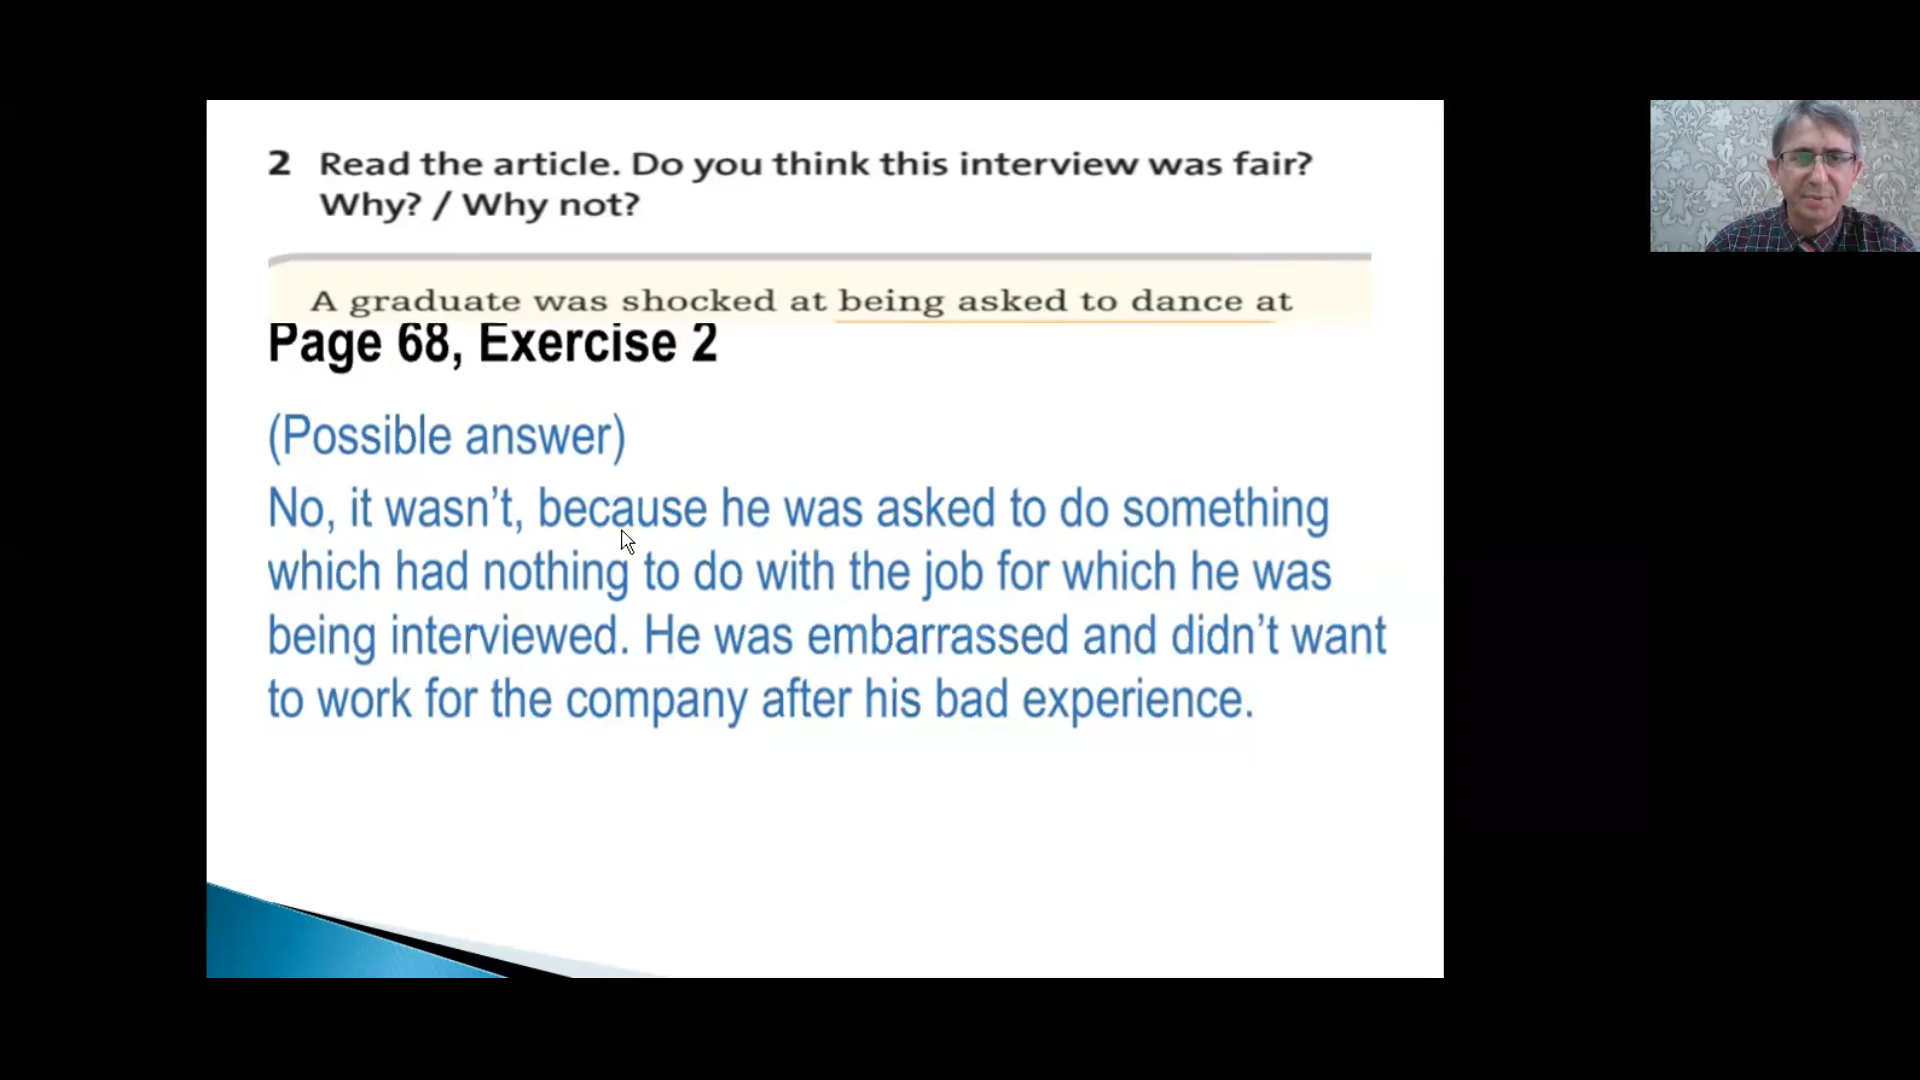 2 Read the article. Do you think this interview was fair?
Why? / Why not?
A graduate was shocked at being asked to dance at
Page 68, Exercise 2
(Possible answer)
No, it wasn’t, because he was asked to do something
which had nothing to do with the job for which he was
being interviewed. He was embarrassed and didn’t want
to work for the company after his bad experience.